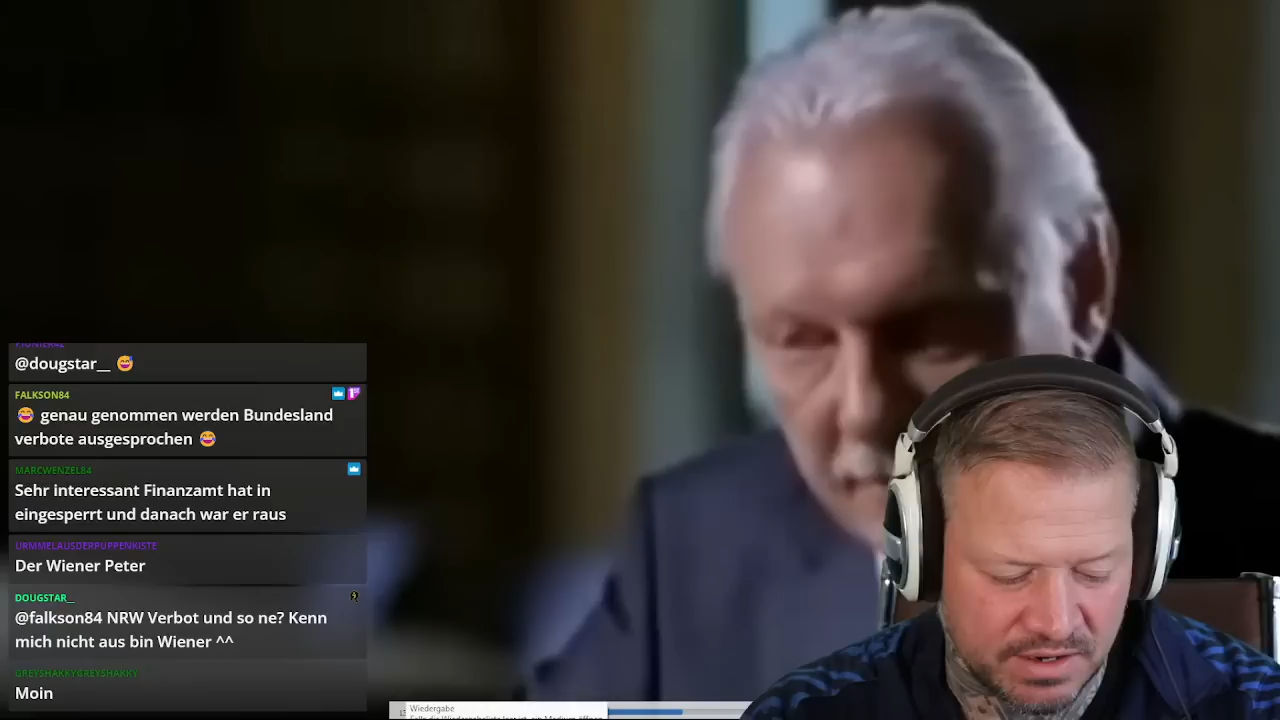 PIONIER42
@dougstar__ 😅
FALKSON84
😂 genau genommen werden Bundesland
verbote ausgesprochen 😂
MARCWENZEL84
Sehr interessant Finanzamt hat in
eingesperrt und danach war er raus
URMMELAUSDERPUPPENKISTE
Der Wiener Peter
DOUGSTAR__
@falkson84 NRW Verbot und so ne? Kenn
mich nicht aus bin Wiener ^^
GREYSHAKKYGREYSHAKKY
Moin
Wiedergabe